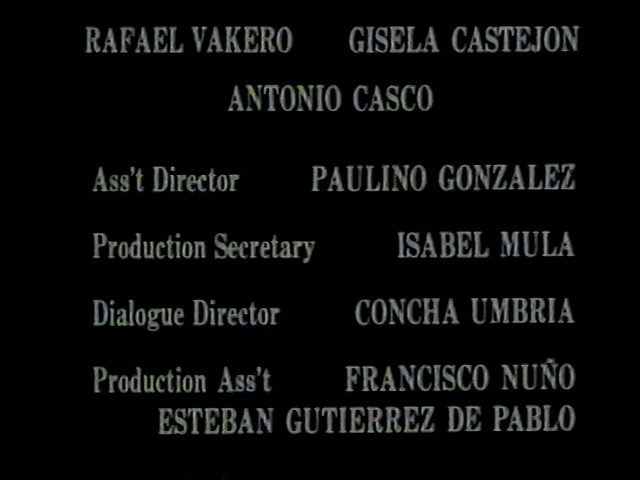 RAFAEL VAKERO GISELA CASTEJON
ANTONIO CASCO
Ass't Director PAULINO GONZALEZ
Production Secretary ISABEL MULA
Dialogue Director CONCHA UMBRIA
Production Ass't FRANCISCO NUÑO
ESTEBAN GUTIERREZ DE PABLO